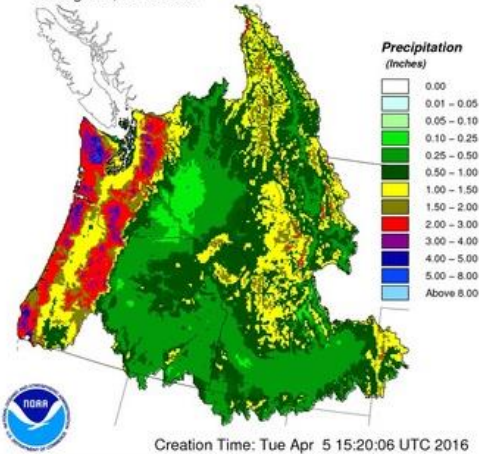 Precipitation
(Inches)
0.00
0.01 – 0.05
0.05 – 0.10
0.10 – 0.25
0.25 – 0.50
0.50 – 1.00
1.00 – 1.50
1.50 – 2.00
2.00 – 3.00
3.00 – 4.00
4.00 – 5.00
5.00 – 8.00
Above 8.00
NOAA
Creation Time: Tue Apr 5 15:20:06 UTC 2016